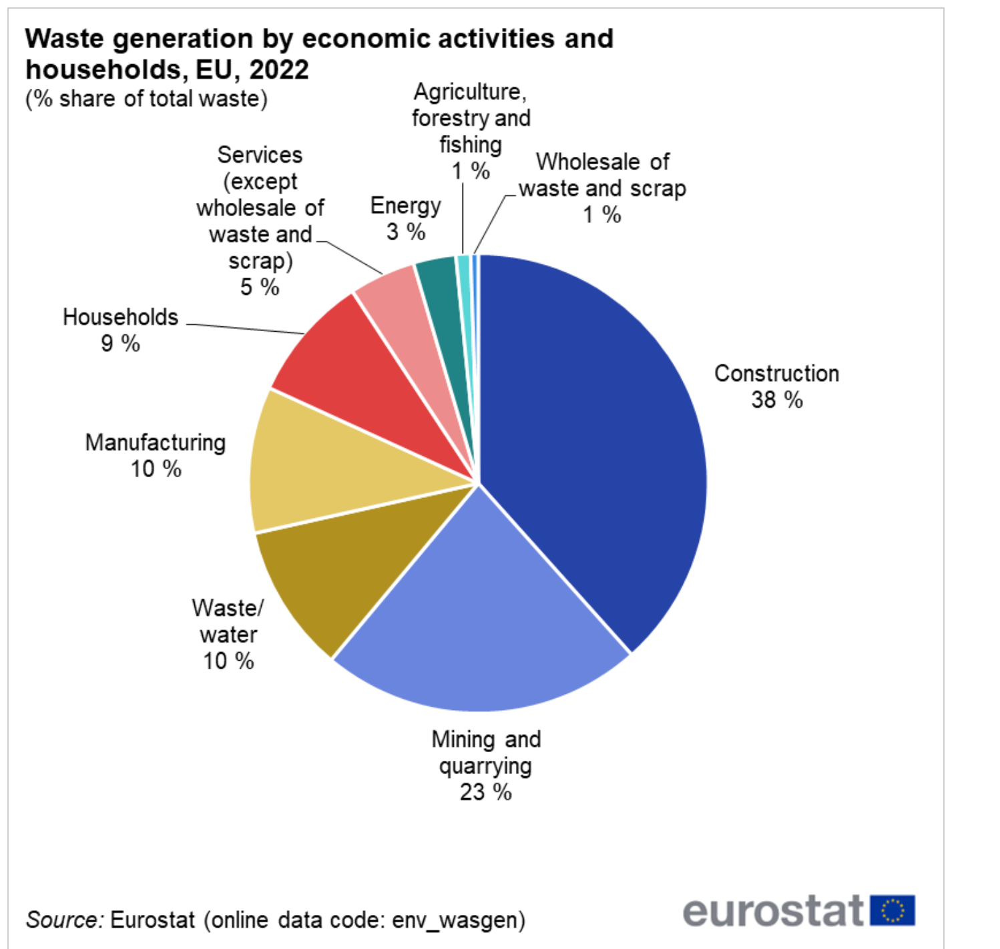 Waste generation by economic activities and
households, EU, 2022
(% share of total waste)
Agriculture,
forestry and
fishing
1 %
Wholesale of
waste and scrap
1 %
Services
(except
wholesale of
waste and
scrap)
5 %
Energy
3 %
Households
9 %
Construction
38 %
Manufacturing
10 %
Waste/
water
10 %
Mining and
quarrying
23 %
Source: Eurostat (online data code: env_wasgen)
eurostat